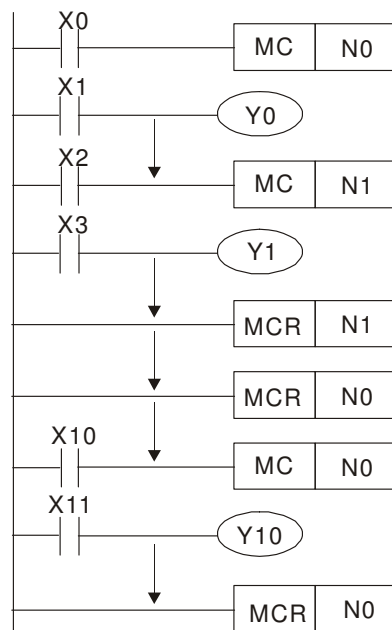 X0
MC N0
X1
Y0
X2
MC N1
X3
Y1
MCR N1
MCR N0
X10
MC N0
X11
Y10
MCR N0